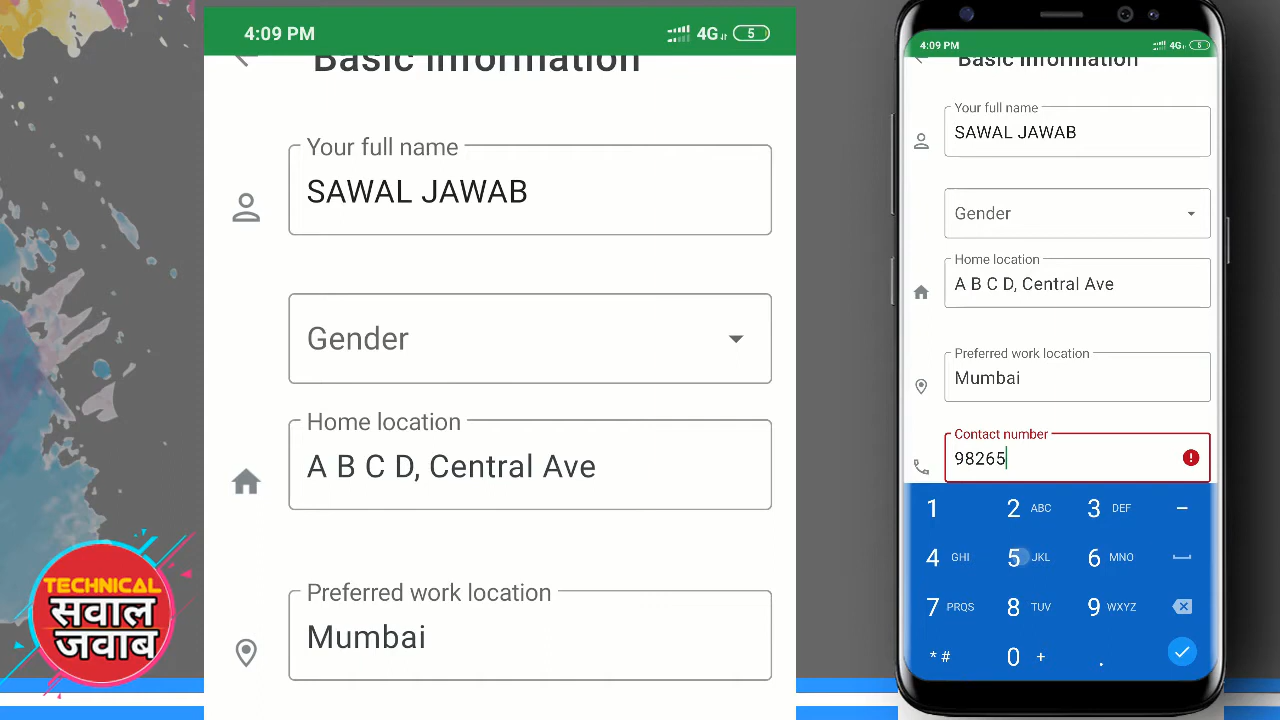 4:09 PM
4G
5
Basic Information
Your full name
SAWAL JAWAB
Gender
Home location
A B C D, Central Ave
Preferred work location
Mumbai
TECHNICAL
सवाल
जवाब
4:09 PM
4G
5
Basic Information
Your full name
SAWAL JAWAB
Gender
Home location
A B C D, Central Ave
Preferred work location
Mumbai
Contact number
98265
1 2 ABC 3 DEF –
4 GHI 5 JKL 6 MNO
7 PQRS 8 TUV 9 WXYZ
* # 0 + .